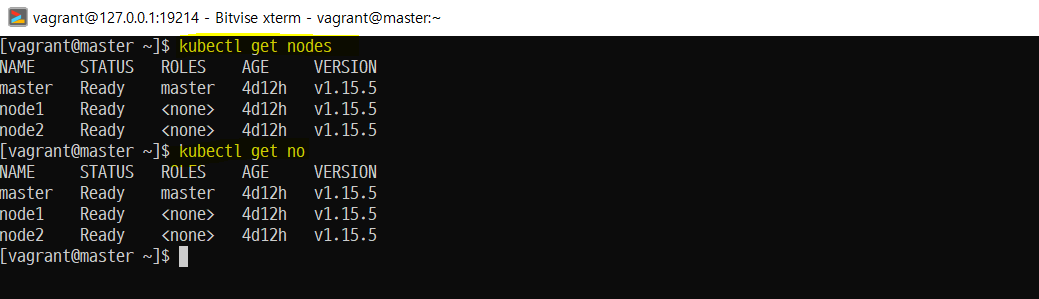 vagrant@127.0.0.1:19214 - Bitvise xterm - vagrant@master:~
[vagrant@master ~]$ kubectl get nodes
NAME     STATUS   ROLES    AGE     VERSION
master   Ready    master   4d12h   v1.15.5
node1    Ready    <none>   4d12h   v1.15.5
node2    Ready    <none>   4d12h   v1.15.5
[vagrant@master ~]$ kubectl get no
NAME     STATUS   ROLES    AGE     VERSION
master   Ready    master   4d12h   v1.15.5
node1    Ready    <none>   4d12h   v1.15.5
node2    Ready    <none>   4d12h   v1.15.5
[vagrant@master ~]$